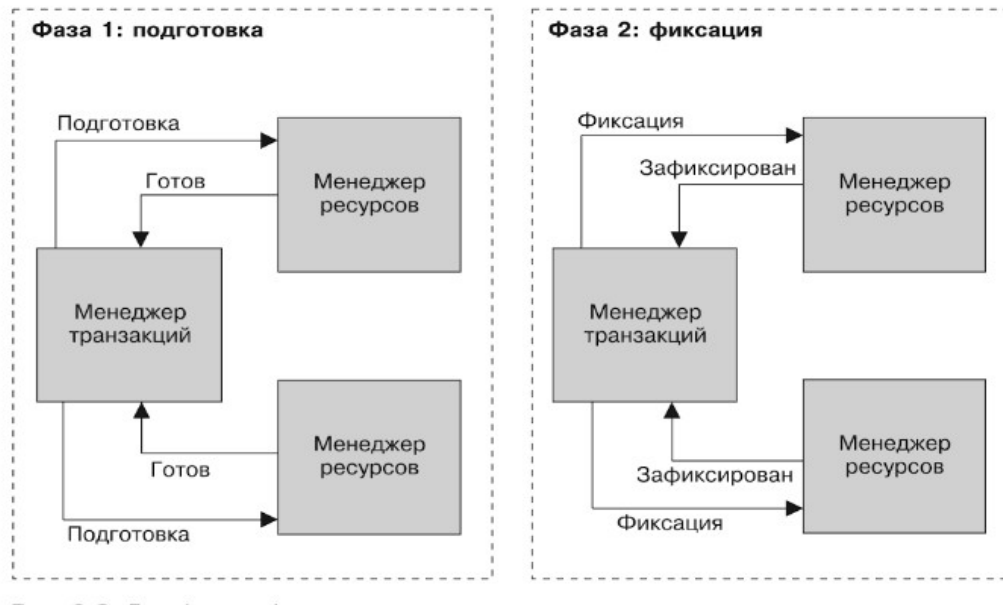 Фаза 1: подготовка
Подготовка
Готов
Менеджер
ресурсов
Менеджер
транзакций
Менеджер
ресурсов
Готов
Подготовка
Фаза 2: фиксация
Фиксация
Зафиксирован
Менеджер
ресурсов
Менеджер
транзакций
Менеджер
ресурсов
Зафиксирован
Фиксация